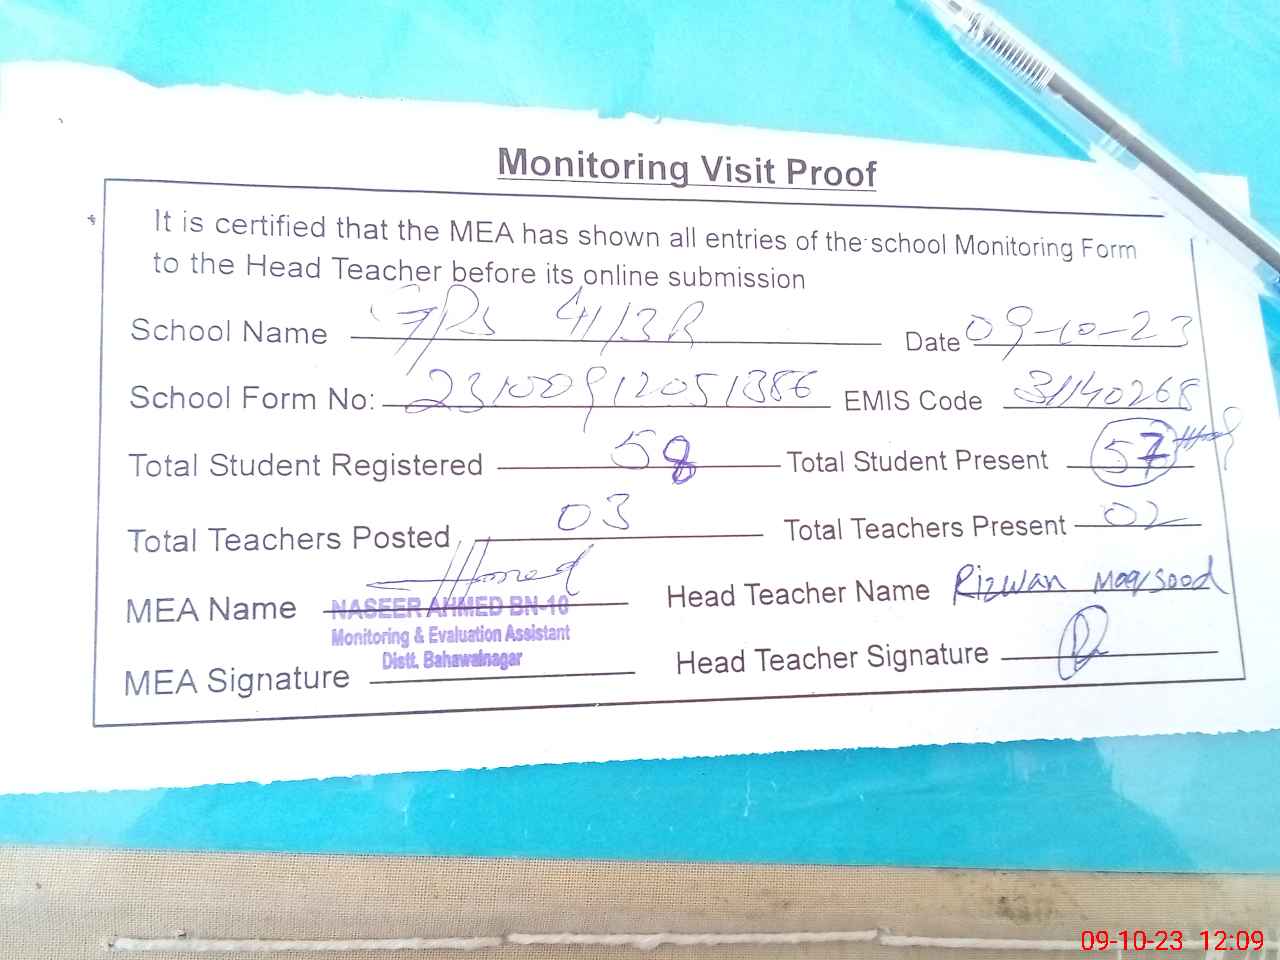 Monitoring Visit Proof
It is certified that the MEA has shown all entries of the school Monitoring Form
to the Head Teacher before its online submission
School Name GPS 41/3R Date 09-10-23
School Form No: 23100912051386 EMIS Code 31140268
Total Student Registered 58 Total Student Present 57
Total Teachers Posted 03 Total Teachers Present 02
MEA Name NASEER AHMED BN-10 Head Teacher Name Rizwan Maqsood
Monitoring & Evaluation Assistant
Distt. Bahawalnagar
MEA Signature Head Teacher Signature
09-10-23 12:09